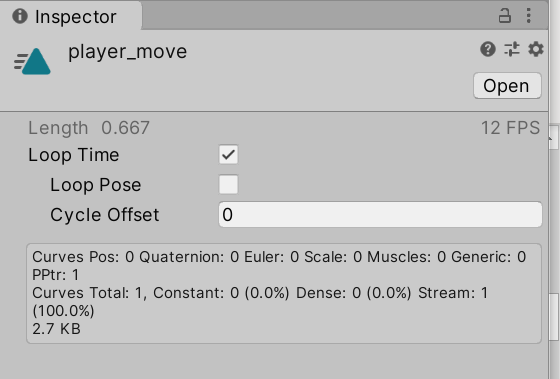 Inspector
player_move
Open
Length 0.667 12 FPS
Loop Time
Loop Pose
Cycle Offset 0
Curves Pos: 0 Quaternion: 0 Euler: 0 Scale: 0 Muscles: 0 Generic: 0
PPtr: 1
Curves Total: 1, Constant: 0 (0.0%) Dense: 0 (0.0%) Stream: 1
(100.0%)
2.7 KB